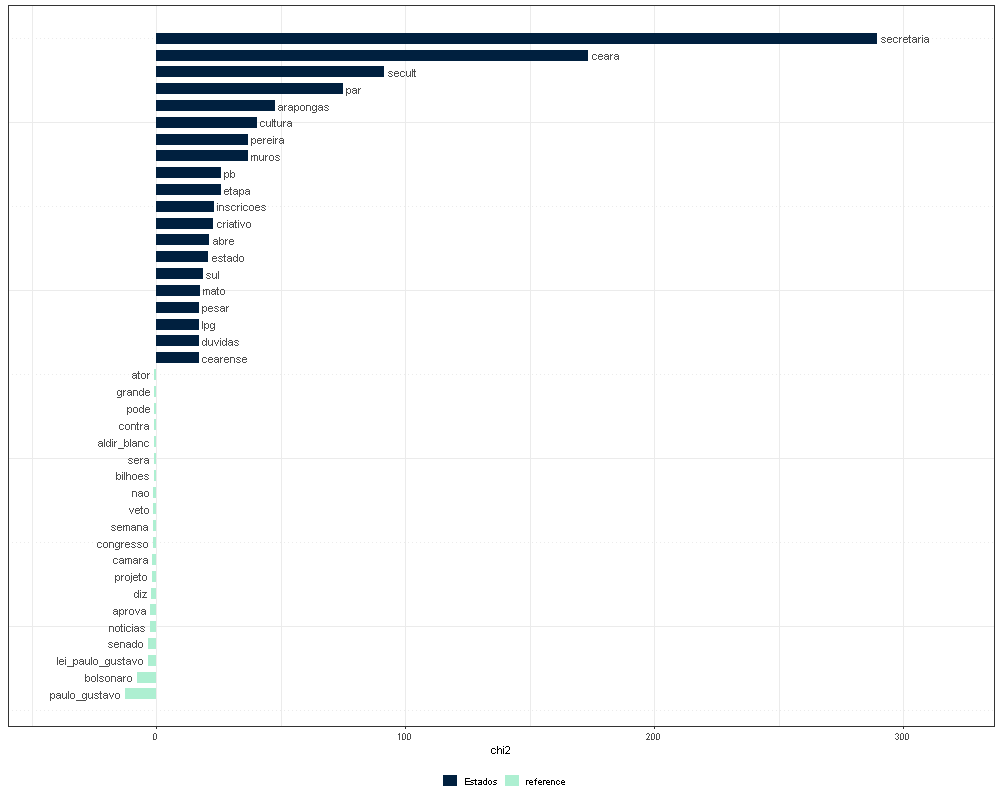 secretaria
ceara
secult
par
arapongas
cultura
pereira
muros
pb
etapa
inscricoes
criativo
abre
estado
sul
mato
pesar
lpg
duvidas
cearense
ator
grande
pode
contra
aldir_blanc
sera
bilhoes
nao
veto
semana
congresso
camara
projeto
diz
aprova
noticias
senado
lei_paulo_gustavo
bolsonaro
paulo_gustavo
0 100 200 300
chi2
Estados reference